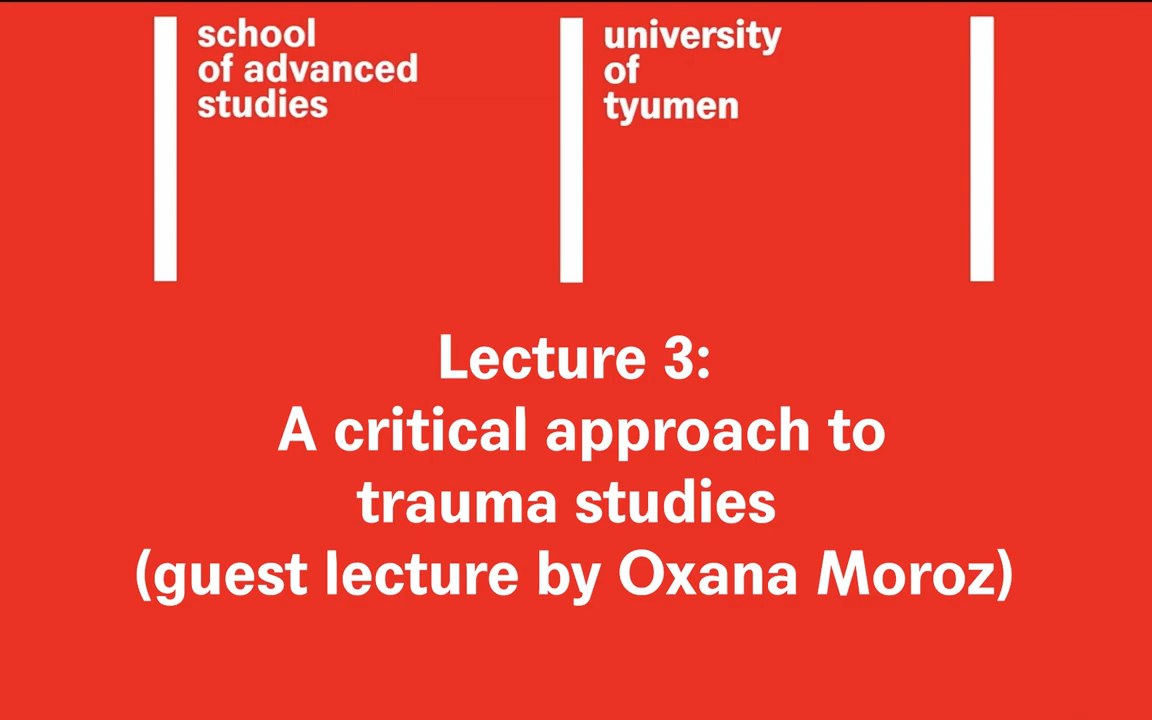 school
of advanced
studies
university
of
tyumen
Lecture 3:
A critical approach to
trauma studies
(guest lecture by Oxana Moroz)